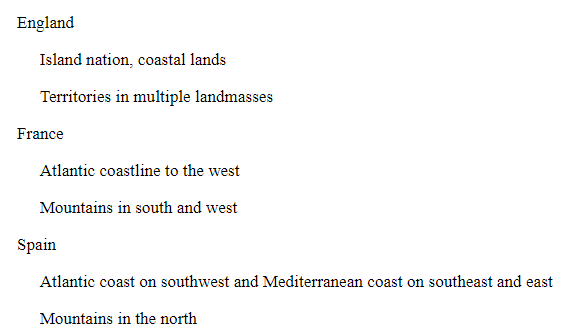 England
Island nation, coastal lands
Territories in multiple landmasses
France
Atlantic coastline to the west
Mountains in south and west
Spain
Atlantic coast on southwest and Mediterranean coast on southeast and east
Mountains in the north